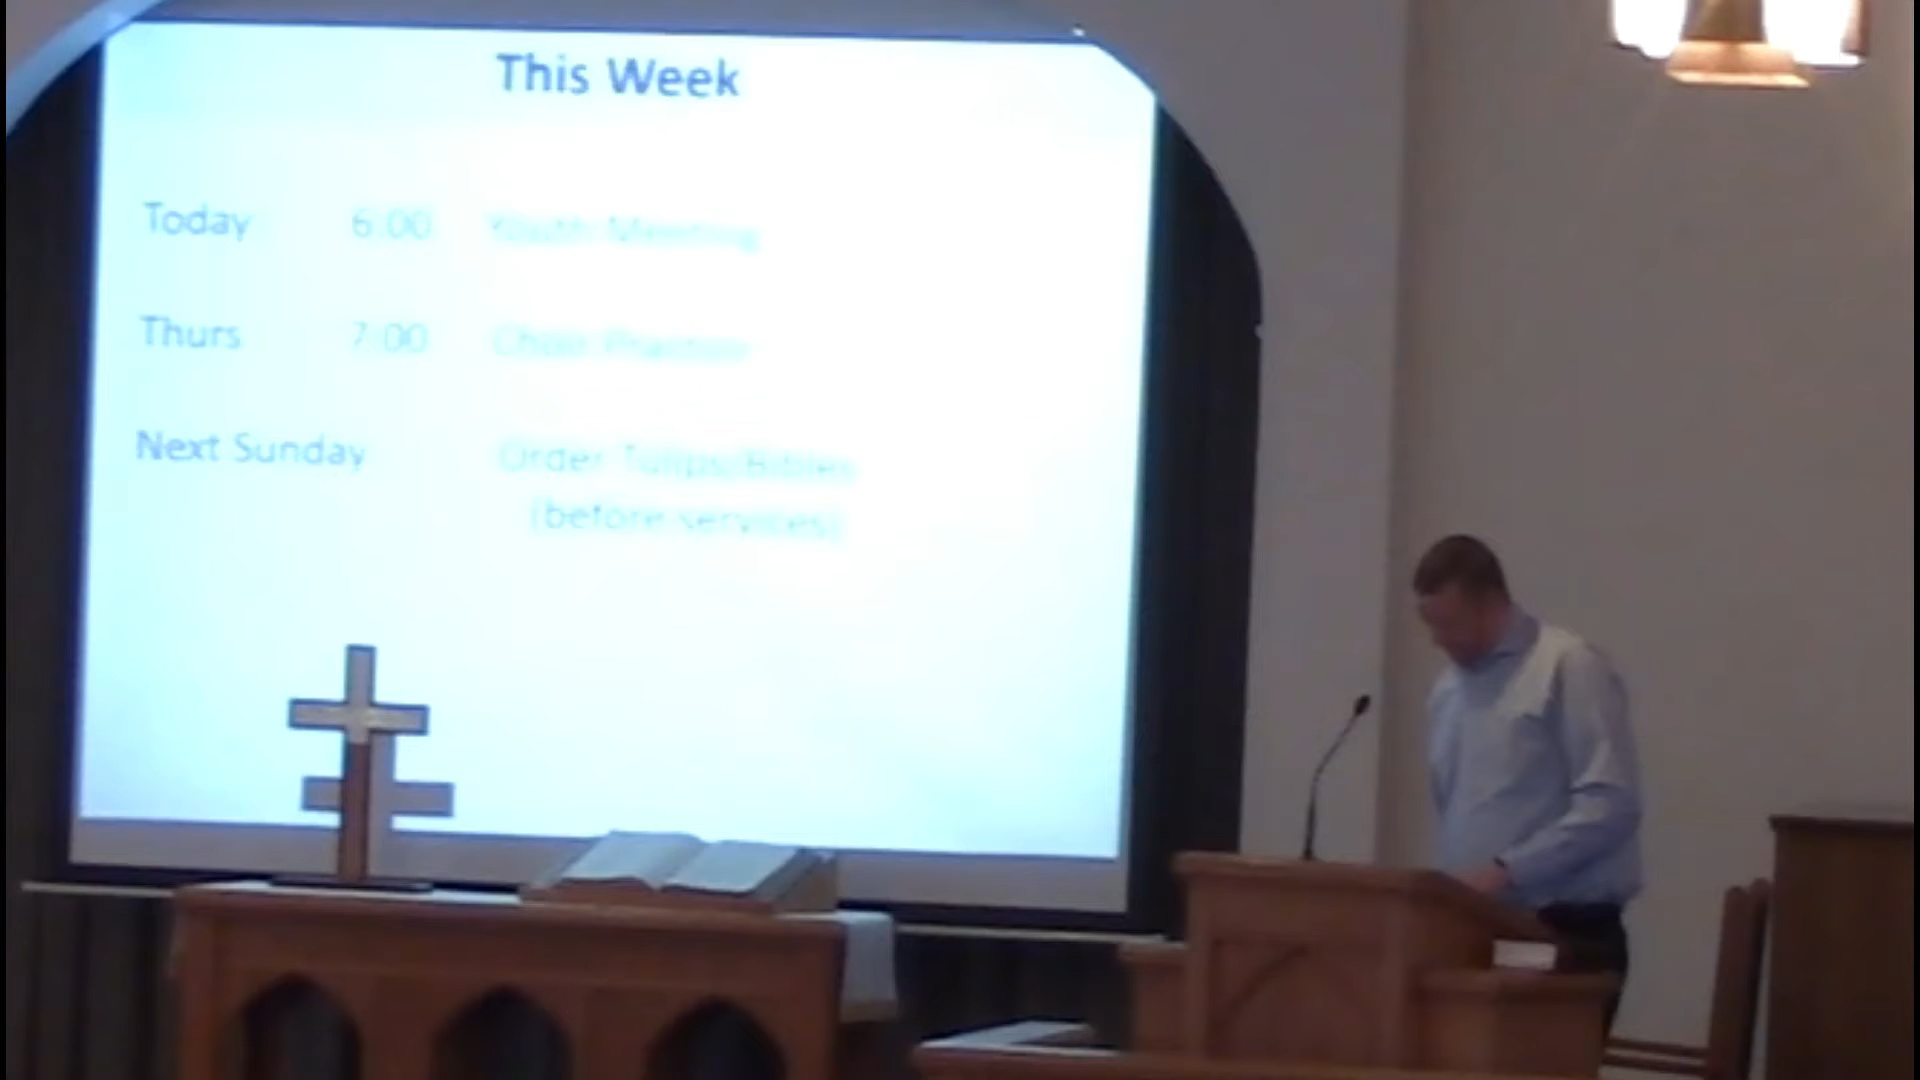 This Week
Today 6:00 Youth Meeting
Thurs 7:00 Choir Practice
Next Sunday Order Tulips/Bibles
(before services)